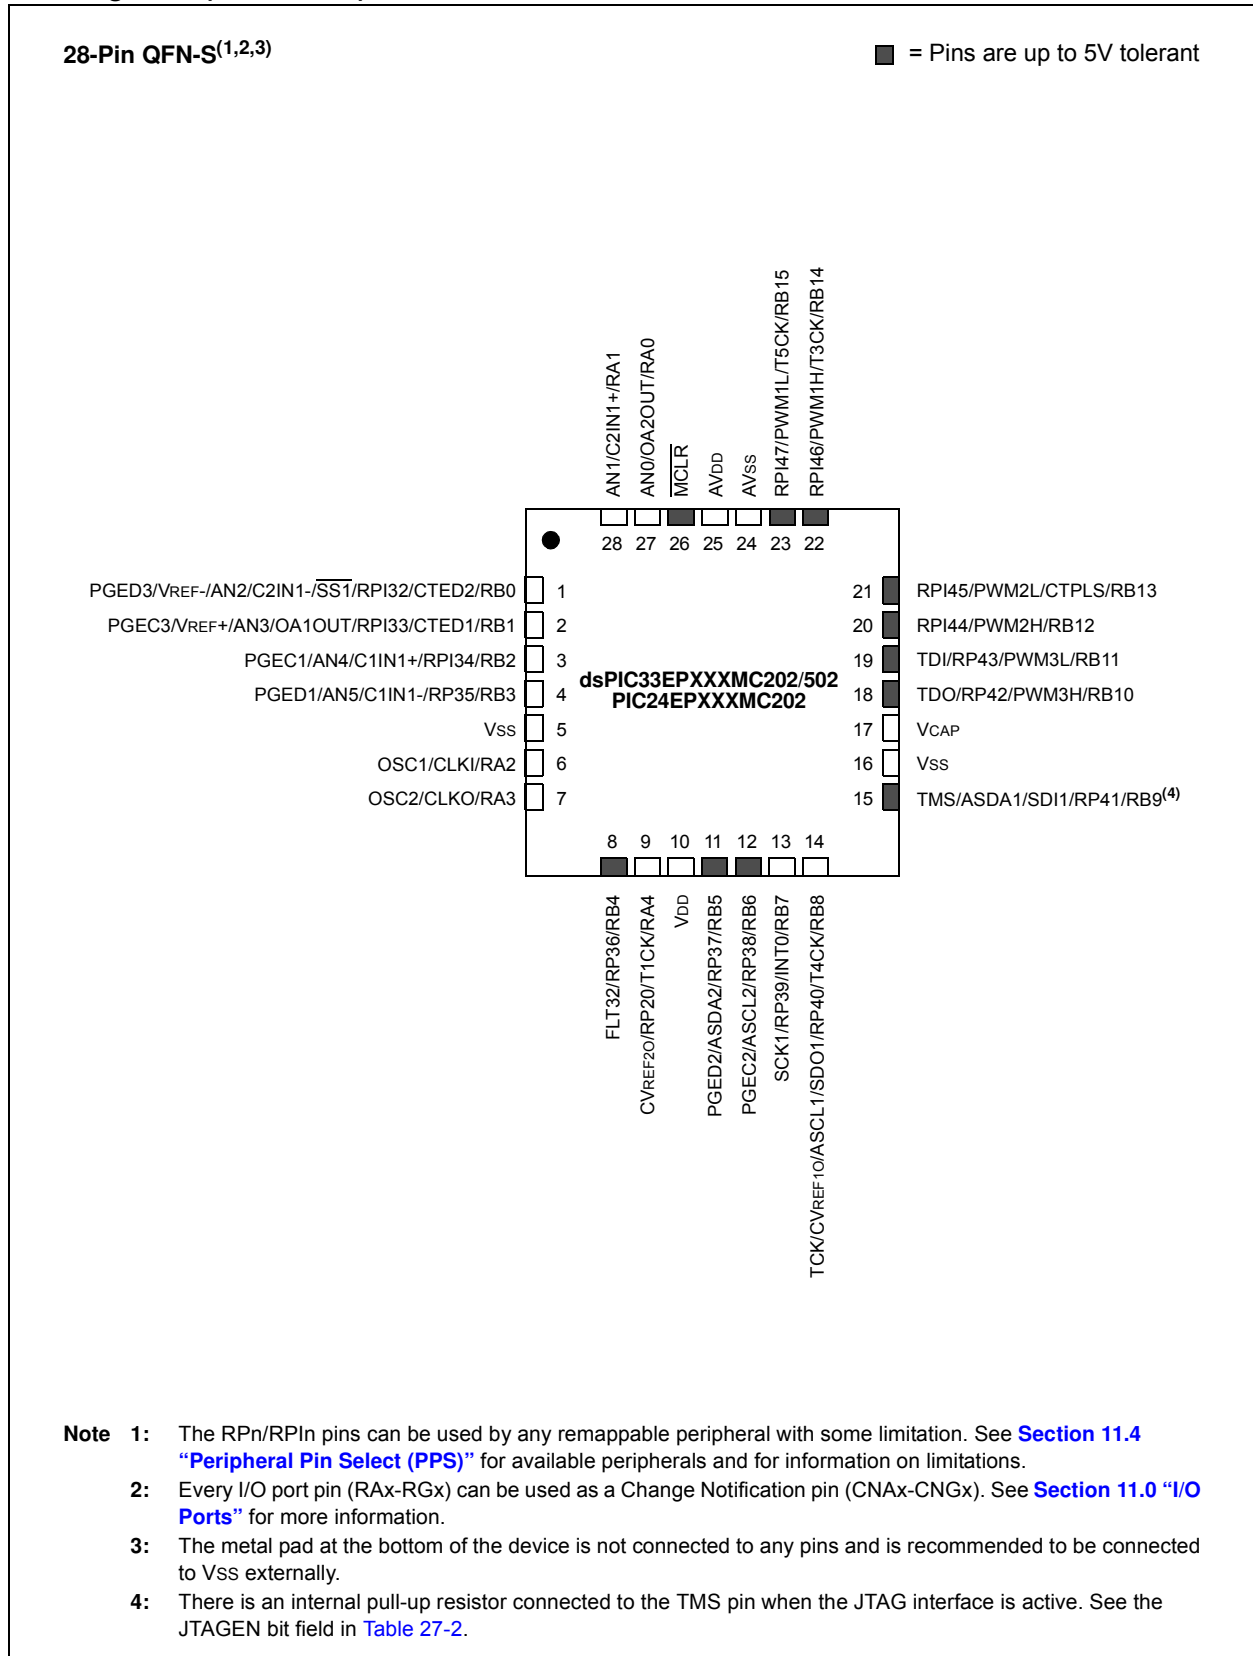 28-Pin QFN-S(1,2,3)
= Pins are up to 5V tolerant
AN1/C2IN1+/RA1
AN0/OA2OUT/RA0
MCLR
AVDD
AVSS
RPI47/PWM1L/T5CK/RB15
RPI46/PWM1H/T3CK/RB14
28 27 26 25 24 23 22
PGED3/VREF-/AN2/C2IN1-/SS1/RPI32/CTED2/RB0 1
PGEC3/VREF+/AN3/OA1OUT/RPI33/CTED1/RB1 2
PGEC1/AN4/C1IN1+/RPI34/RB2 3
PGED1/AN5/C1IN1-/RP35/RB3 4
VSS 5
OSC1/CLKI/RA2 6
OSC2/CLKO/RA3 7
dsPIC33EPXXXMC202/502
PIC24EPXXXMC202
21 RPI45/PWM2L/CTPLS/RB13
20 RPI44/PWM2H/RB12
19 TDI/RP43/PWM3L/RB11
18 TDO/RP42/PWM3H/RB10
17 VCAP
16 VSS
15 TMS/ASDA1/SDI1/RP41/RB9(4)
8 9 10 11 12 13 14
FLT32/RP36/RB4
CVREF2O/RP20/T1CK/RA4
VDD
PGED2/ASDA2/RP37/RB5
PGEC2/ASCL2/RP38/RB6
SCK1/RP39/INT0/RB7
TCK/CVREF1O/ASCL1/SDO1/RP40/T4CK/RB8
Note 1: The RPn/RPIn pins can be used by any remappable peripheral with some limitation. See Section 11.4
“Peripheral Pin Select (PPS)” for available peripherals and for information on limitations.
2: Every I/O port pin (RAx-RGx) can be used as a Change Notification pin (CNAx-CNGx). See Section 11.0 “I/O
Ports” for more information.
3: The metal pad at the bottom of the device is not connected to any pins and is recommended to be connected
to VSS externally.
4: There is an internal pull-up resistor connected to the TMS pin when the JTAG interface is active. See the
JTAGEN bit field in Table 27-2.